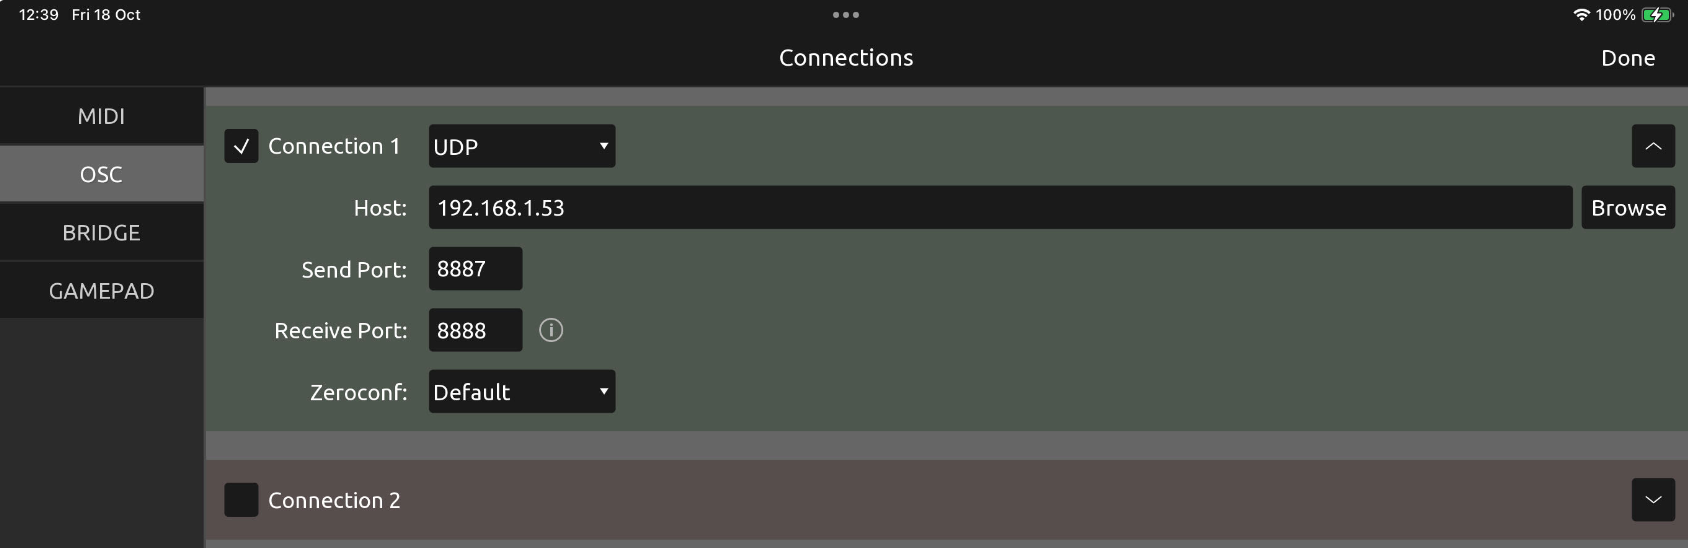 12:39 Fri 18 Oct 100%
Connections Done
MIDI
OSC
BRIDGE
GAMEPAD
Connection 1 UDP
Host: 192.168.1.53 Browse
Send Port: 8887
Receive Port: 8888
Zeroconf: Default
Connection 2